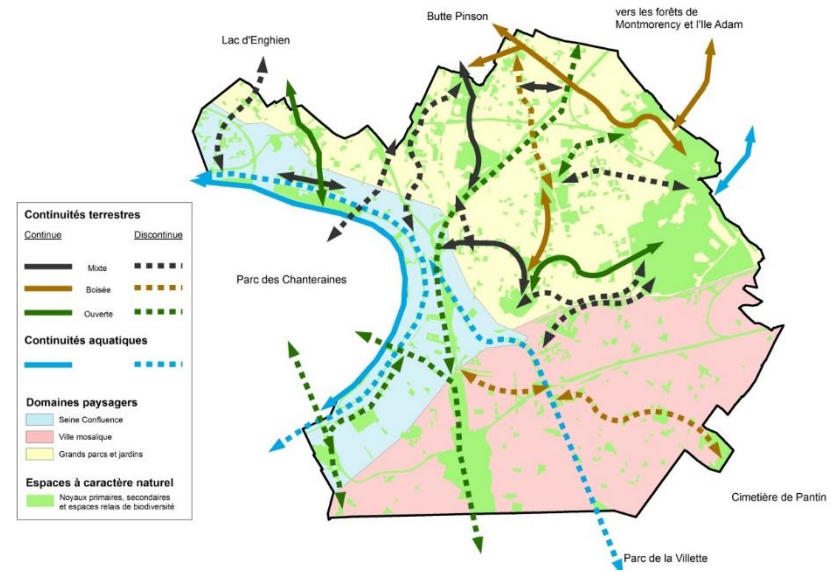 Lac d'Enghien
Butte Pinson
vers les forêts de
Montmorency et l'Ile Adam
Continuités terrestres
Continue
Discontinue
Mixte
Boisée
Ouverte
Continuités aquatiques
Domaines paysagers
Seine Confluence
Ville mosaïque
Grands parcs et jardins
Espaces à caractère naturel
Noyaux primaires, secondaires
et espaces relais de biodiversité
Parc des Chanteraines
Cimetière de Pantin
Parc de la Villette